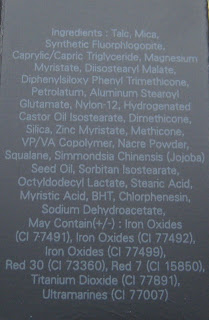 Ingredients : Talc, Mica,
Synthetic Fluorphlogopite,
Caprylic/Capric Triglyceride, Magnesium
Myristate, Diisostearyl Malate,
Diphenylsiloxy Phenyl Trimethicone,
Petrolatum, Aluminum Stearoyl
Glutamate, Nylon-12, Hydrogenated
Castor Oil Isostearate, Dimethicone,
Silica, Zinc Myristate, Methicone,
VP/VA Copolymer, Nacre Powder,
Squalane, Simmondsia Chinensis (Jojoba)
Seed Oil, Sorbitan Isostearate,
Octyldodecyl Lactate, Stearic Acid,
Myristic Acid, BHT, Chlorphenesin,
Sodium Dehydroacetate,
May Contain(+/-) : Iron Oxides
(CI 77491), Iron Oxides (CI 77492),
Iron Oxides (CI 77499),
Red 30 (CI 73360), Red 7 (CI 15850),
Titanium Dioxide (CI 77891),
Ultramarines (CI 77007)